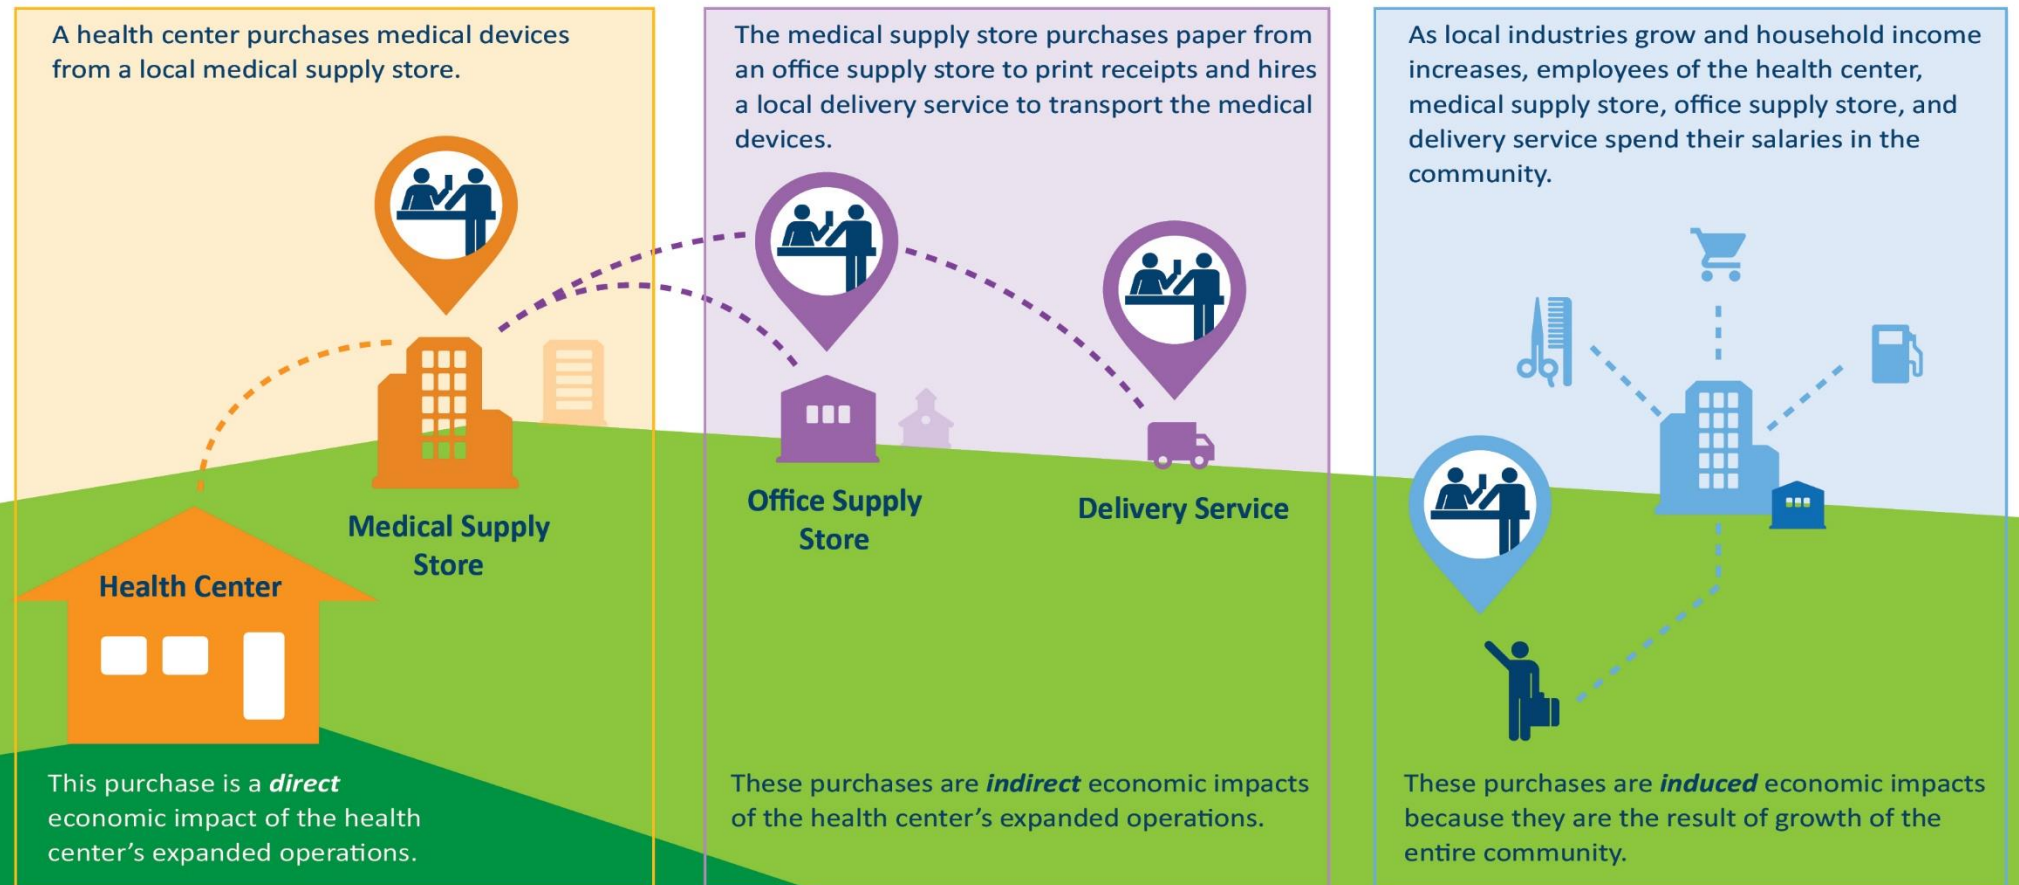 A health center purchases medical devices
from a local medical supply store.
Medical Supply
Store
Health Center
This purchase is a direct
economic impact of the health
center’s expanded operations.
The medical supply store purchases paper from
an office supply store to print receipts and hires
a local delivery service to transport the medical
devices.
Office Supply
Store
Delivery Service
These purchases are indirect economic impacts
of the health center’s expanded operations.
As local industries grow and household income
increases, employees of the health center,
medical supply store, office supply store, and
delivery service spend their salaries in the
community.
These purchases are induced economic impacts
because they are the result of growth of the
entire community.